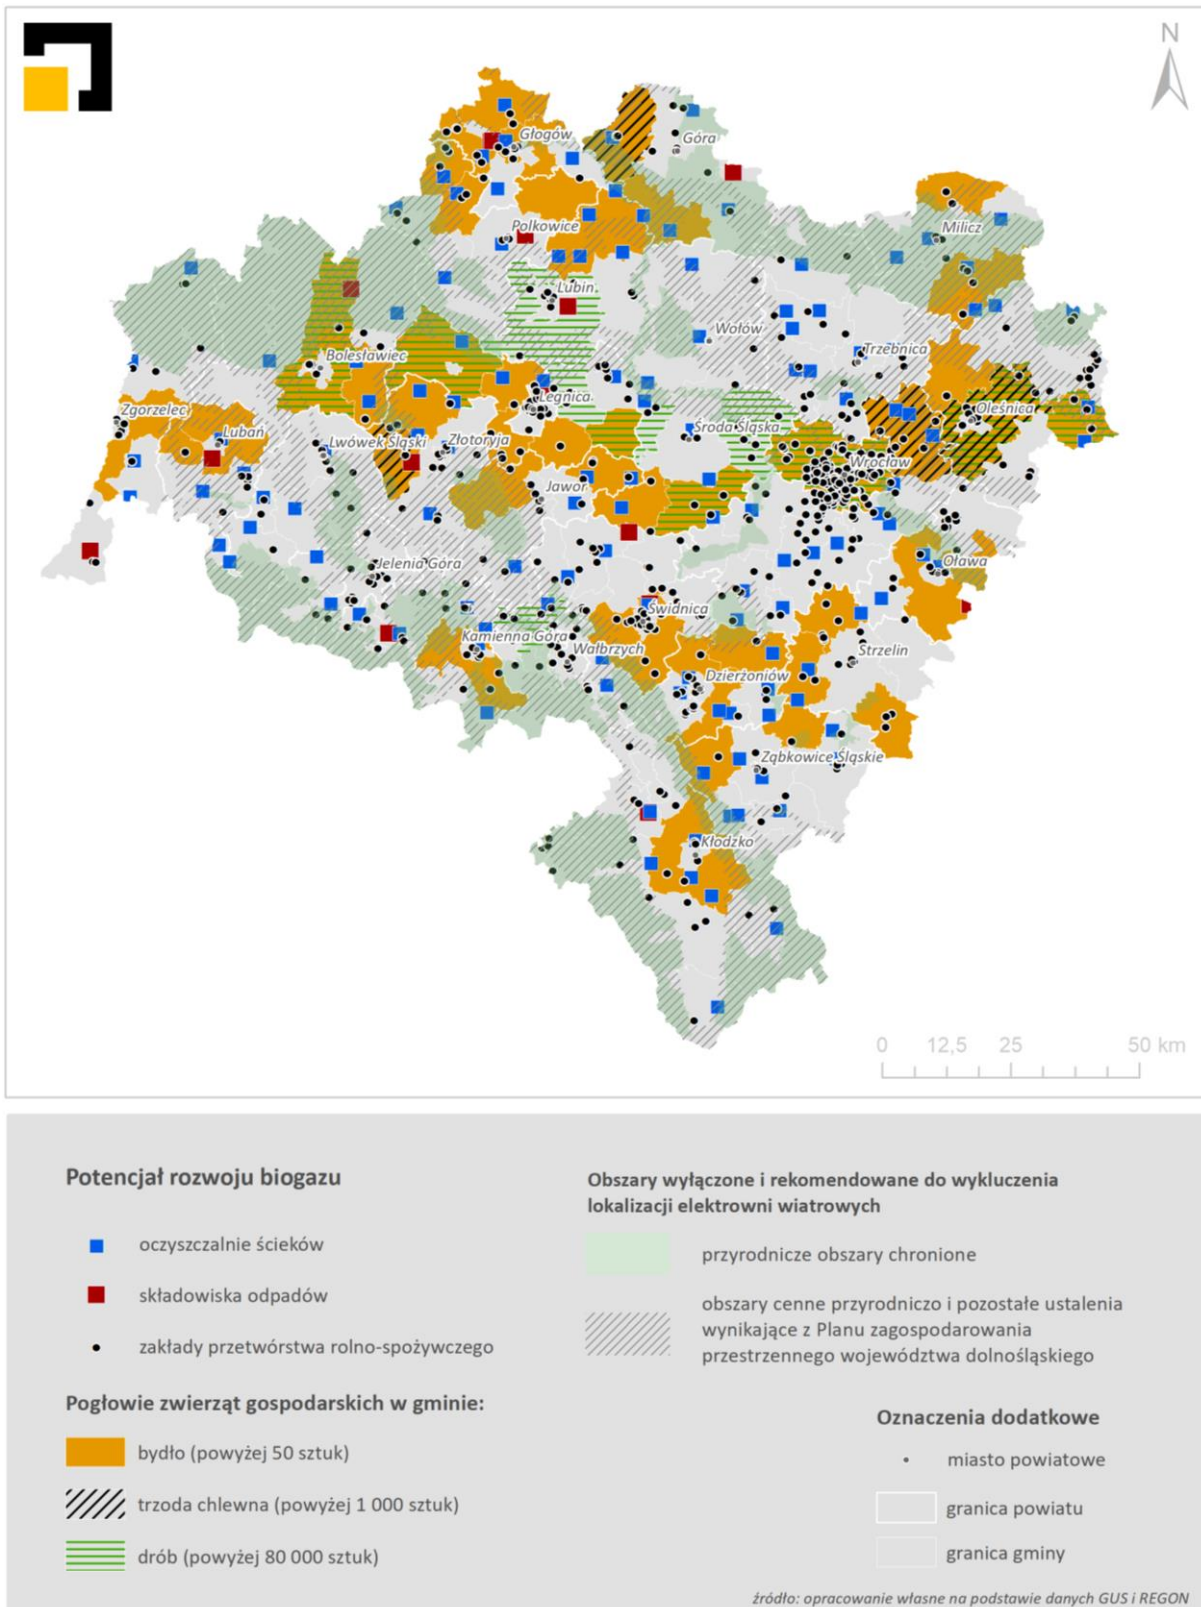 N
Głogów
Góra
Polkowice
Milicz
Lubin
Wołów
Trzebnica
Bolesławiec
Zgorzelec
Legnica
Oleśnica
Lubań
Lwówek Śląski
Złotoryja
Środa Śląska
Wrocław
Jawor
Jelenia Góra
Oława
Świdnica
Kamienna Góra
Wałbrzych
Strzelin
Dzierżoniów
Ząbkowice Śląskie
Kłodzko
0 12,5 25 50 km
Potencjał rozwoju biogazu
oczyszczalnie ścieków
składowiska odpadów
zakłady przetwórstwa rolno-spożywczego
Pogłowie zwierząt gospodarskich w gminie:
bydło (powyżej 50 sztuk)
trzoda chlewna (powyżej 1 000 sztuk)
drób (powyżej 80 000 sztuk)
Obszary wyłączone i rekomendowane do wykluczenia
lokalizacji elektrowni wiatrowych
przyrodnicze obszary chronione
obszary cenne przyrodniczo i pozostałe ustalenia
wynikające z Planu zagospodarowania
przestrzennego województwa dolnośląskiego
Oznaczenia dodatkowe
miasto powiatowe
granica powiatu
granica gminy
źródło: opracowanie własne na podstawie danych GUS i REGON